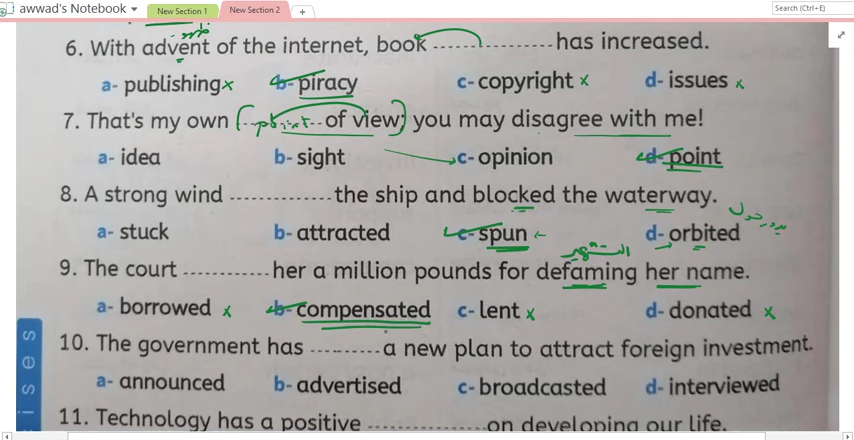 awwad's Notebook
New Section 1
New Section 2
+
Search (Ctrl+E)
6. With advent of the internet, book ............................ has increased.
a- publishing x
b- piracy
c- copyright x
d- issues x
7. That's my own (...point... of view; you may disagree with me!
a- idea
b- sight
c- opinion
d- point
8. A strong wind ........................ the ship and blocked the waterway.
a- stuck
b- attracted
c- spun
d- orbited
يدور حول
9. The court .................... her a million pounds for defaming her name.
a- borrowed x
b- compensated
c- lent x
d- donated x
10. The government has ................ a new plan to attract foreign investment.
a- announced
b- advertised
c- broadcasted
d- interviewed
11. Technology has a positive ............................ on developing our life.
ises